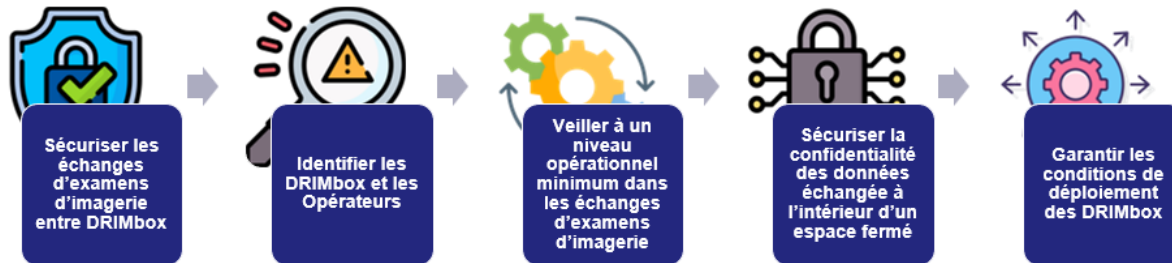 Sécuriser les
échanges
d'examens
d'imagerie
entre DRIMbox
Identifier les
DRIMbox et les
Opérateurs
Veiller à un
niveau
opérationnel
minimum dans
les échanges
d'examens
d'imagerie
Sécuriser la
confidentialité
des données
échangée à
l'intérieur d'un
espace fermé
Garantir les
conditions de
déploiement
des DRIMbox